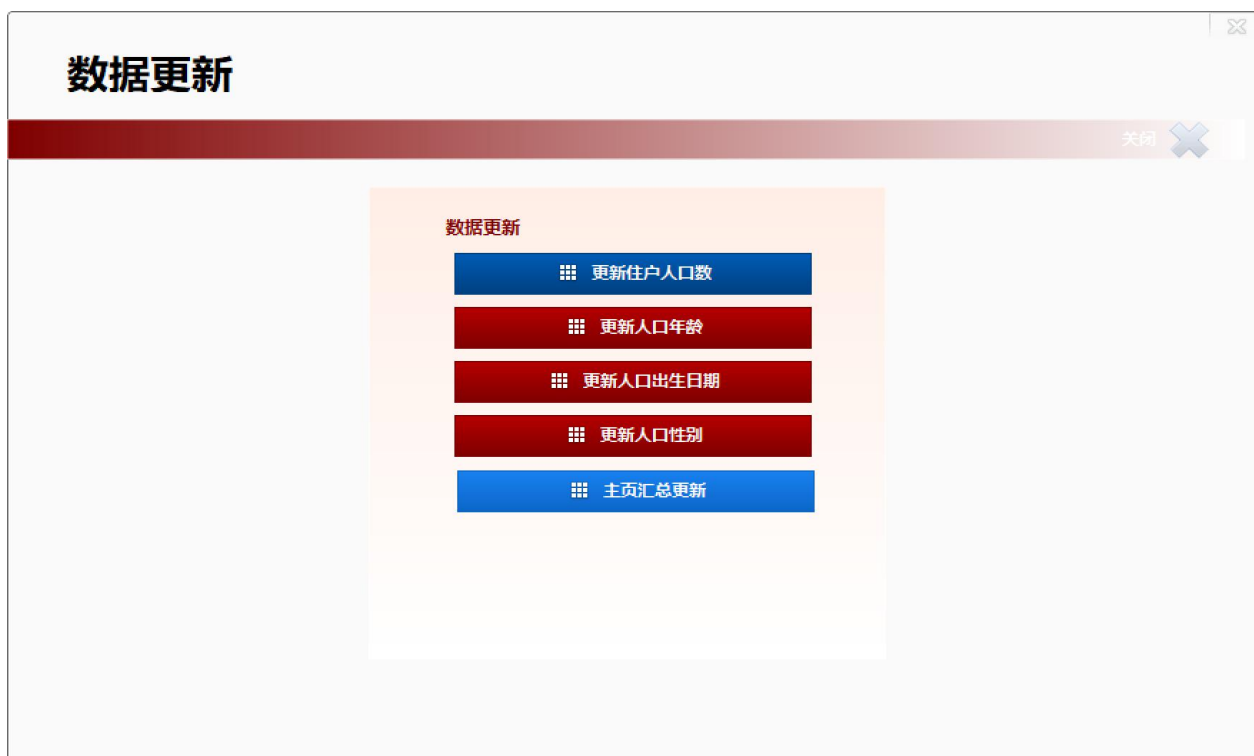 数据更新
关闭
数据更新
更新住户人口数
更新人口年龄
更新人口出生日期
更新人口性别
主页汇总更新